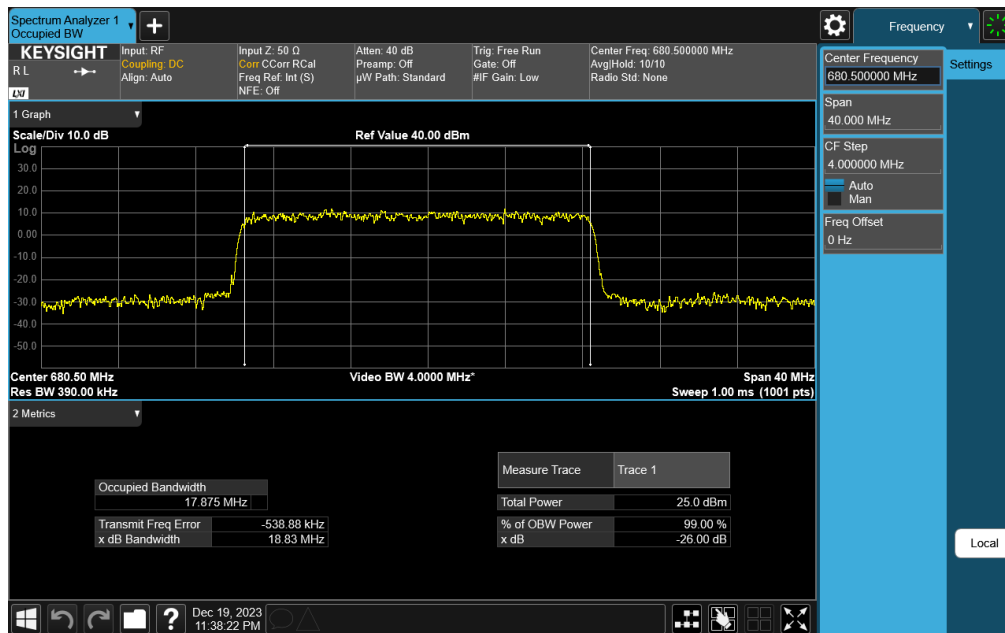 Spectrum Analyzer 1
Occupied BW
Frequency
KEYSIGHT
R L
LXI
Input: RF
Coupling: DC
Align: Auto
Input Z: 50 Ω
Corr CCorr RCal
Freq Ref: Int (S)
NFE: Off
Atten: 40 dB
Preamp: Off
µW Path: Standard
Trig: Free Run
Gate: Off
#IF Gain: Low
Center Freq: 680.500000 MHz
Avg|Hold: 10/10
Radio Std: None
Center Frequency
680.500000 MHz
Settings
Span
40.000 MHz
CF Step
4.000000 MHz
Auto
Man
Freq Offset
0 Hz
Local
1 Graph
Scale/Div 10.0 dB
Ref Value 40.00 dBm
Log
30.0
20.0
10.0
0.00
-10.0
-20.0
-30.0
-40.0
-50.0
Center 680.50 MHz
Video BW 4.0000 MHz*
Span 40 MHz
Res BW 390.00 kHz
Sweep 1.00 ms (1001 pts)
2 Metrics
Occupied Bandwidth
17.875 MHz
Transmit Freq Error -538.88 kHz
x dB Bandwidth 18.83 MHz
Measure Trace Trace 1
Total Power 25.0 dBm
% of OBW Power 99.00 %
x dB -26.00 dB
?
Dec 19, 2023
11:38:22 PM